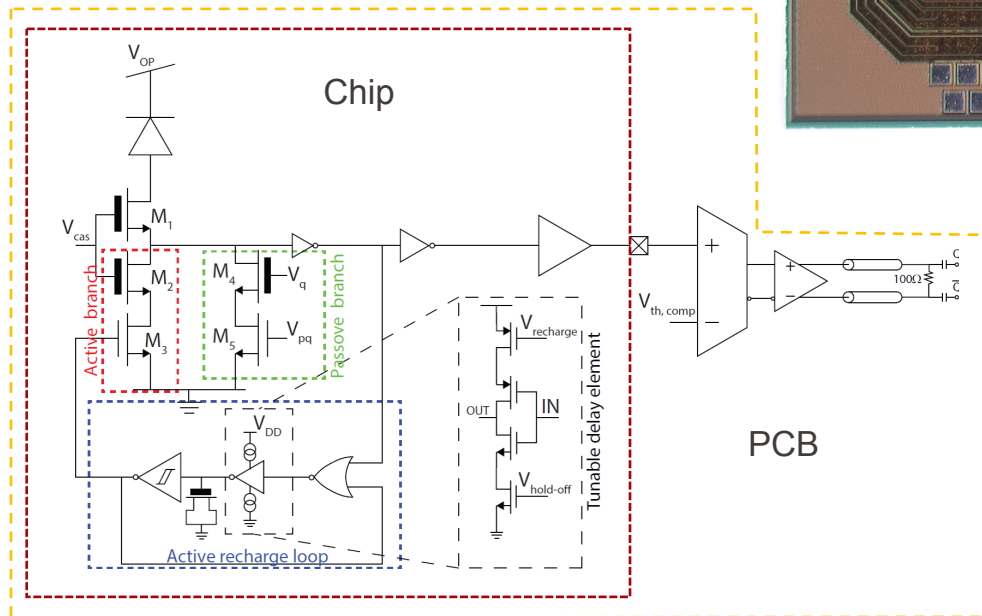 Chip
V_OP
M_1
V_cas
M_2
M_3
Active branch
M_4
V_q
M_5
V_pq
Passove branch
V_DD
Active recharge loop
V_recharge
OUT
IN
V_hold-off
Tunable delay element
+
V_th, comp
−
+
−
100Ω
Q
Q̅
PCB